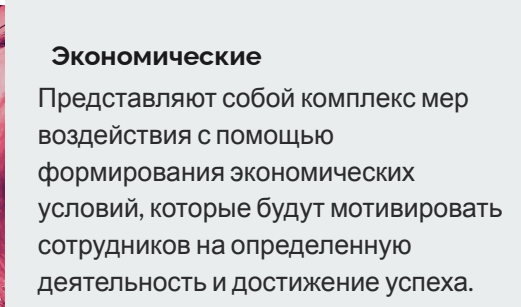 Экономические
Представляют собой комплекс мер
воздействия с помощью
формирования экономических
условий, которые будут мотивировать
сотрудников на определенную
деятельность и достижение успеха.